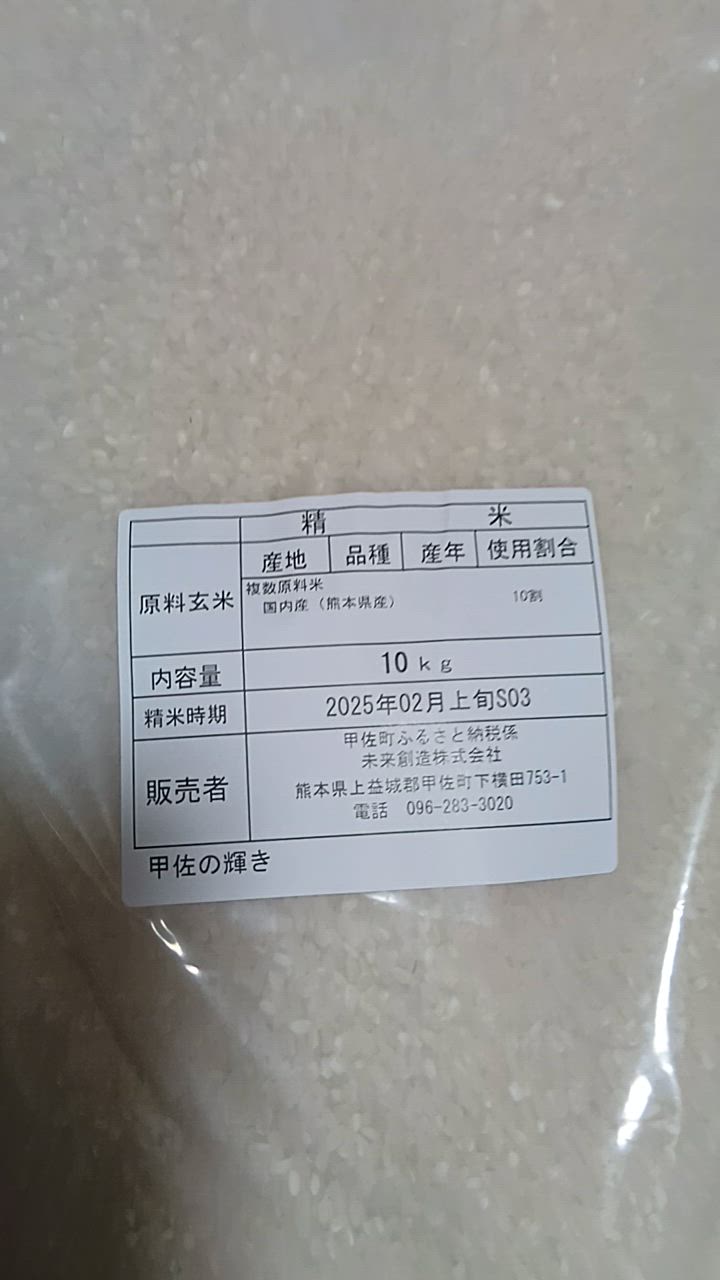 精米
原料玄米
産地 品種 産年 使用割合
複数原料米
国内産（熊本県産） 10割
内容量 10kg
精米時期 2025年02月上旬S03
販売者
甲佐町ふるさと納税係
未来創造株式会社
熊本県上益城郡甲佐町下横田753-1
電話 096-283-3020
甲佐の輝き